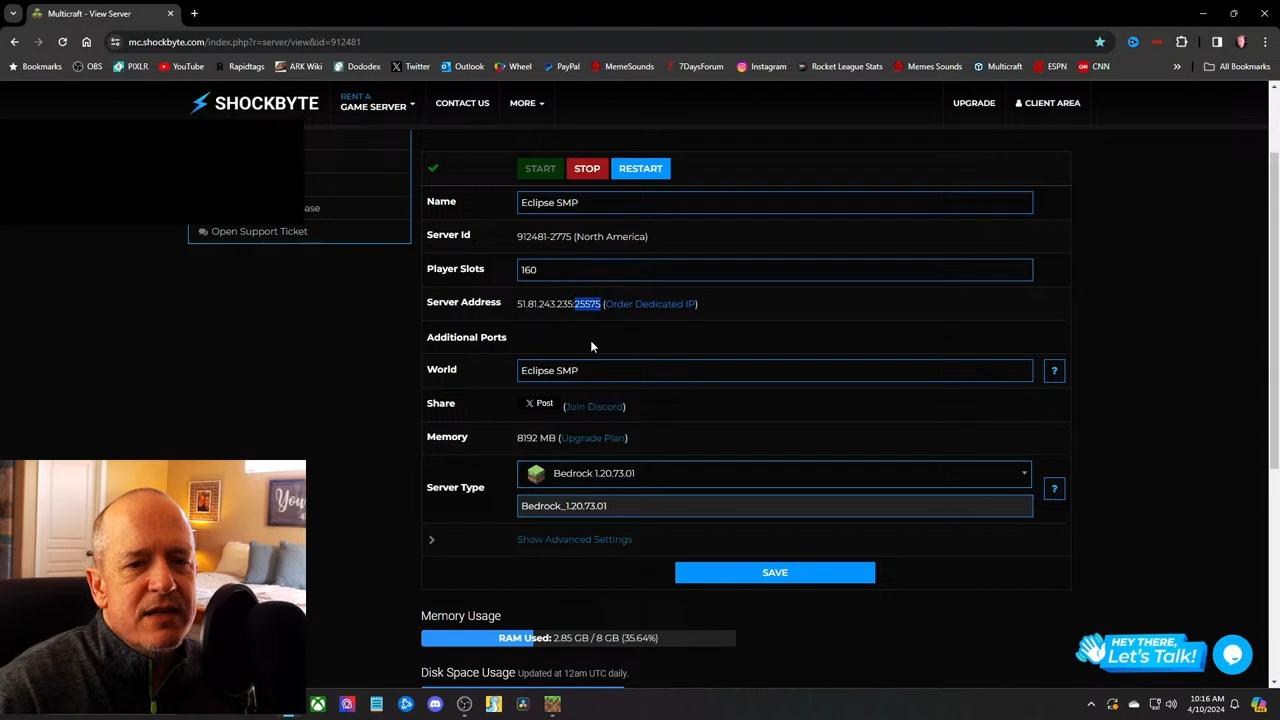 Multicraft - View Server
mc.shockbyte.com/index.php?r=server/view&id=912481
Bookmarks OBS PIXLR YouTube Rapidtags ARK Wiki Dododex Twitter Outlook Wheel PayPal MemeSounds 7DaysForum Instagram Rocket League Stats Memes Sounds Multicraft ESPN CNN » All Bookmarks
SHOCKBYTE
RENT A
GAME SERVER
CONTACT US
MORE
UPGRADE
CLIENT AREA
ase
Open Support Ticket
START STOP RESTART
Name Eclipse SMP
Server Id 912481-2775 (North America)
Player Slots 160
Server Address 51.81.243.235:25575 (Order Dedicated IP)
Additional Ports
World Eclipse SMP ?
Share X Post (Join Discord)
Memory 8192 MB (Upgrade Plan)
Bedrock 1.20.73.01
Server Type ?
Bedrock_1.20.73.01
Show Advanced Settings
SAVE
Memory Usage
RAM Used: 2.85 GB / 8 GB (35.64%)
Disk Space Usage Updated at 12am UTC daily.
HEY THERE,
Let's Talk!
10:16 AM
4/10/2024